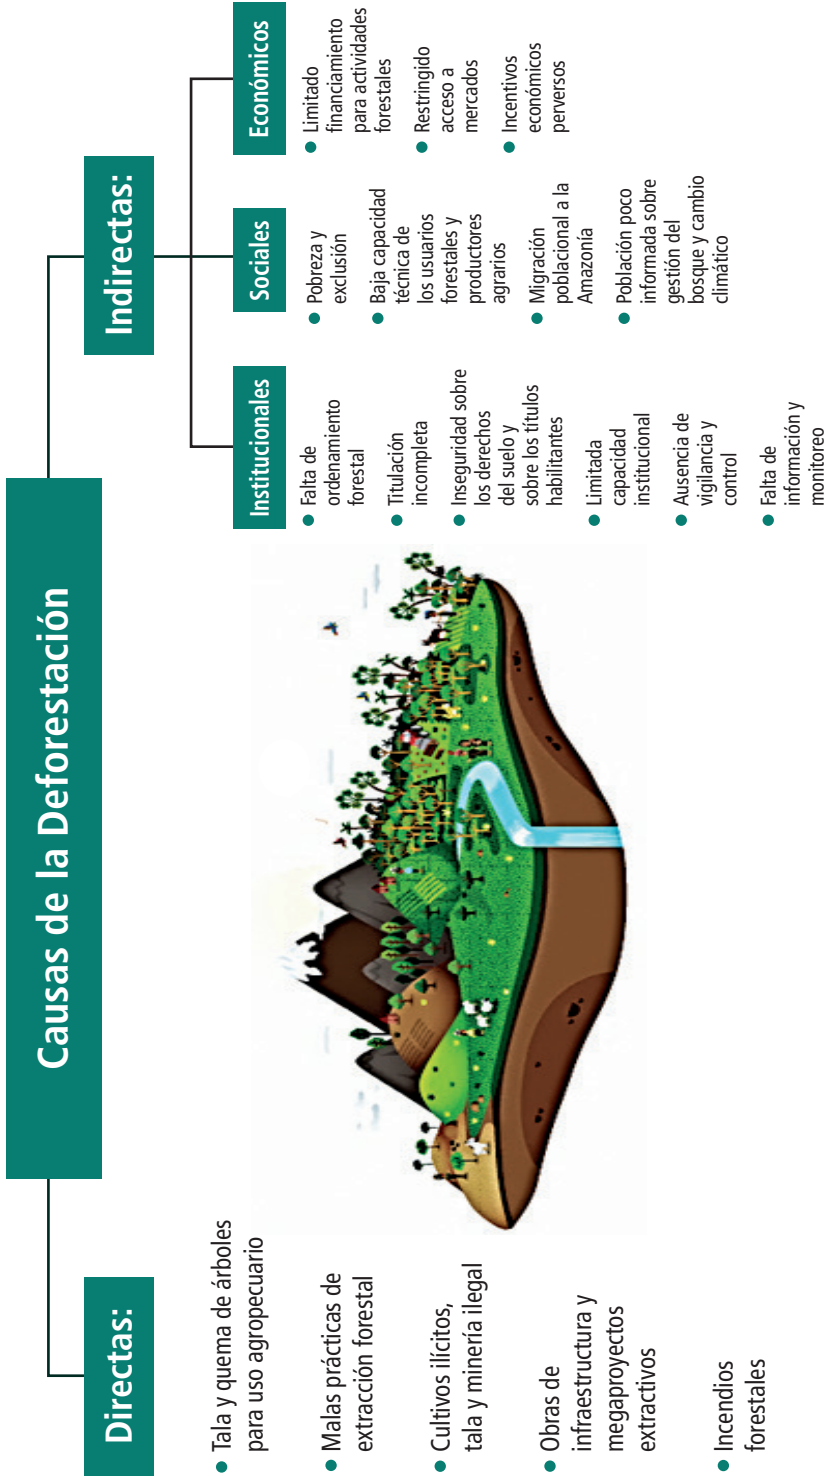 Causas de la Deforestación
Directas:
Tala y quema de árboles
para uso agropecuario
Malas prácticas de
extracción forestal
Cultivos ilícitos,
tala y minería ilegal
Obras de
infraestructura y
megaproyectos
extractivos
Incendios
forestales
Indirectas:
Institucionales
Falta de
ordenamiento
forestal
Titulación
incompleta
Inseguridad sobre
los derechos
del suelo y
sobre los títulos
habilitantes
Limitada
capacidad
institucional
Ausencia de
vigilancia y
control
Falta de
información y
monitoreo
Sociales
Pobreza y
exclusión
Baja capacidad
técnica de
los usuarios
forestales y
productores
agrarios
Migración
poblacional a la
Amazonía
Población poco
informada sobre
gestión del
bosque y cambio
climático
Económicos
Limitado
financiamiento
para actividades
forestales
Restringido
acceso a
mercados
Incentivos
económicos
perversos